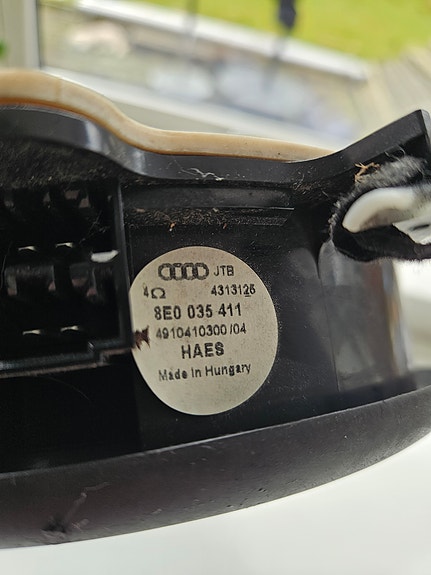 JTB
4Ω 4313125
8E0 035 411
4910410300 /04
HAES
Made in Hungary